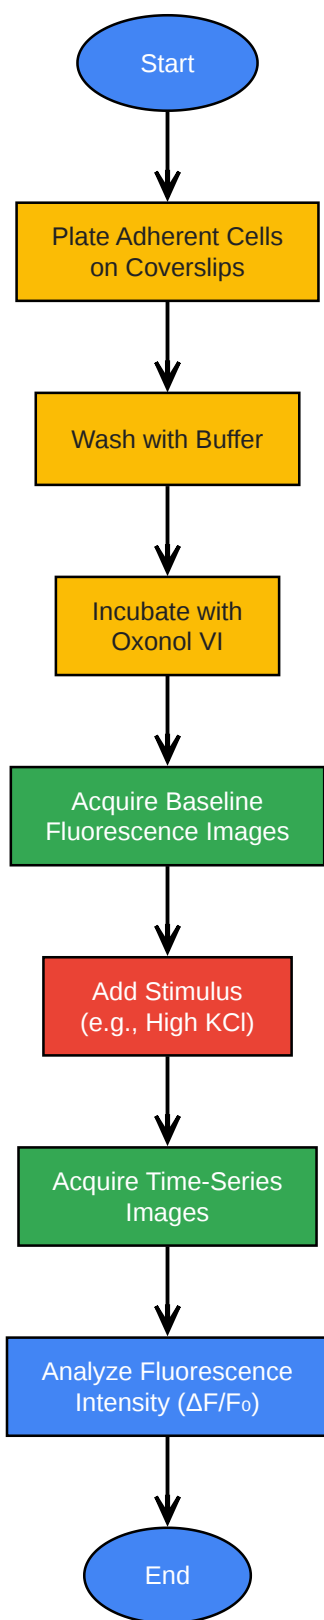 Start
Plate Adherent Cells
on Coverslips
Wash with Buffer
Incubate with
Oxonol VI
Acquire Baseline
Fluorescence Images
Add Stimulus
(e.g., High KCl)
Acquire Time-Series
Images
Analyze Fluorescence
Intensity (ΔF/F₀)
End